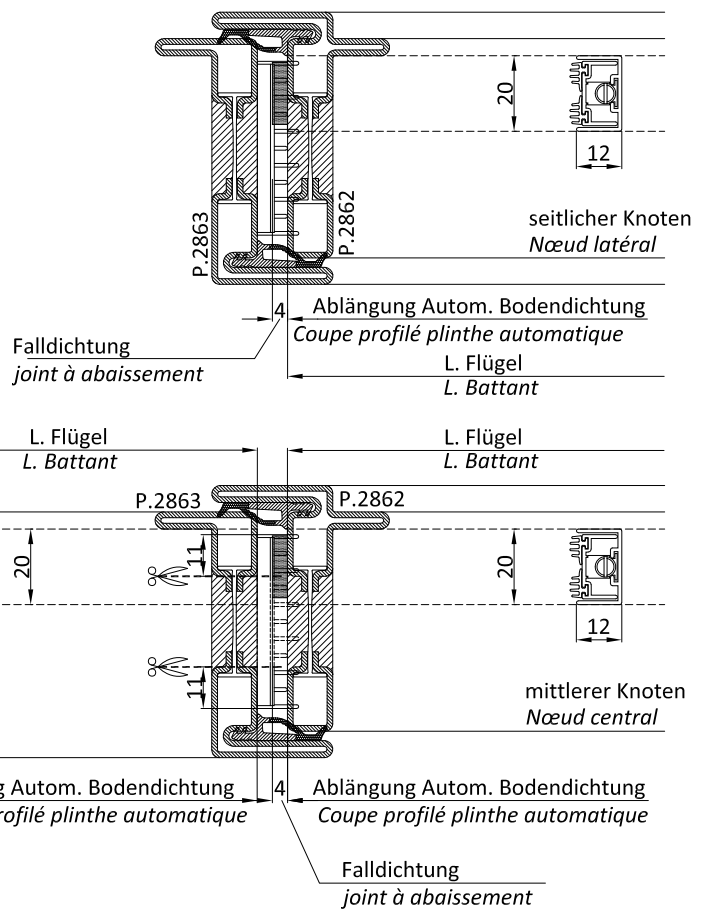 20
12
P.2863
P.2862
seitlicher Knoten
Nœud latéral
4
Ablängung Autom. Bodendichtung
Coupe profilé plinthe automatique
Falldichtung
joint à abaissement
L. Flügel
L. Battant
L. Flügel
L. Battant
L. Flügel
L. Battant
P.2863
P.2862
20
11
20
12
11
mittlerer Knoten
Nœud central
g Autom. Bodendichtung
4
Ablängung Autom. Bodendichtung
rofilé plinthe automatique
Coupe profilé plinthe automatique
Falldichtung
joint à abaissement